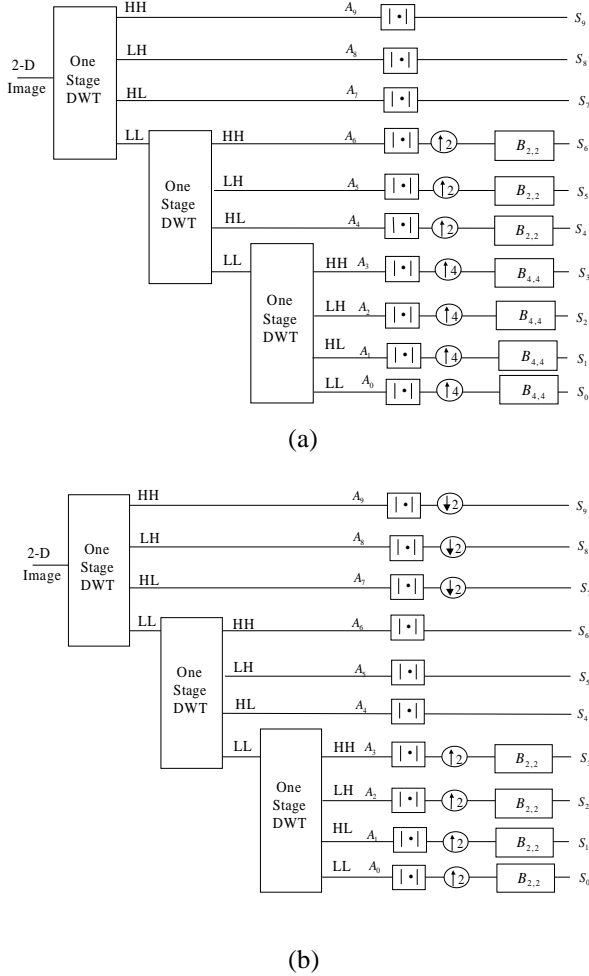 HH A₉ |•| S₉
LH A₈ |•| S₈
2-D Image
One Stage DWT
HL A₇ |•| S₇
LL
HH A₆ |•| ↑2 B₂,₂ S₆
LH A₅ |•| ↑2 B₂,₂ S₅
One Stage DWT
HL A₄ |•| ↑2 B₂,₂ S₄
LL
HH A₃ |•| ↑4 B₄,₄ S₃
LH A₂ |•| ↑4 B₄,₄ S₂
One Stage DWT
HL A₁ |•| ↑4 B₄,₄ S₁
LL A₀ |•| ↑4 B₄,₄ S₀
(a)
HH A₉ |•| ↓2 S₉
LH A₈ |•| ↓2 S₈
2-D Image
One Stage DWT
HL A₇ |•| ↓2 S₇
LL
HH A₆ |•| S₆
LH A₅ |•| S₅
One Stage DWT
HL A₄ |•| S₄
LL
HH A₃ |•| ↑2 B₂,₂ S₃
LH A₂ |•| ↑2 B₂,₂ S₂
One Stage DWT
HL A₁ |•| ↑2 B₂,₂ S₁
LL A₀ |•| ↑2 B₂,₂ S₀
(b)